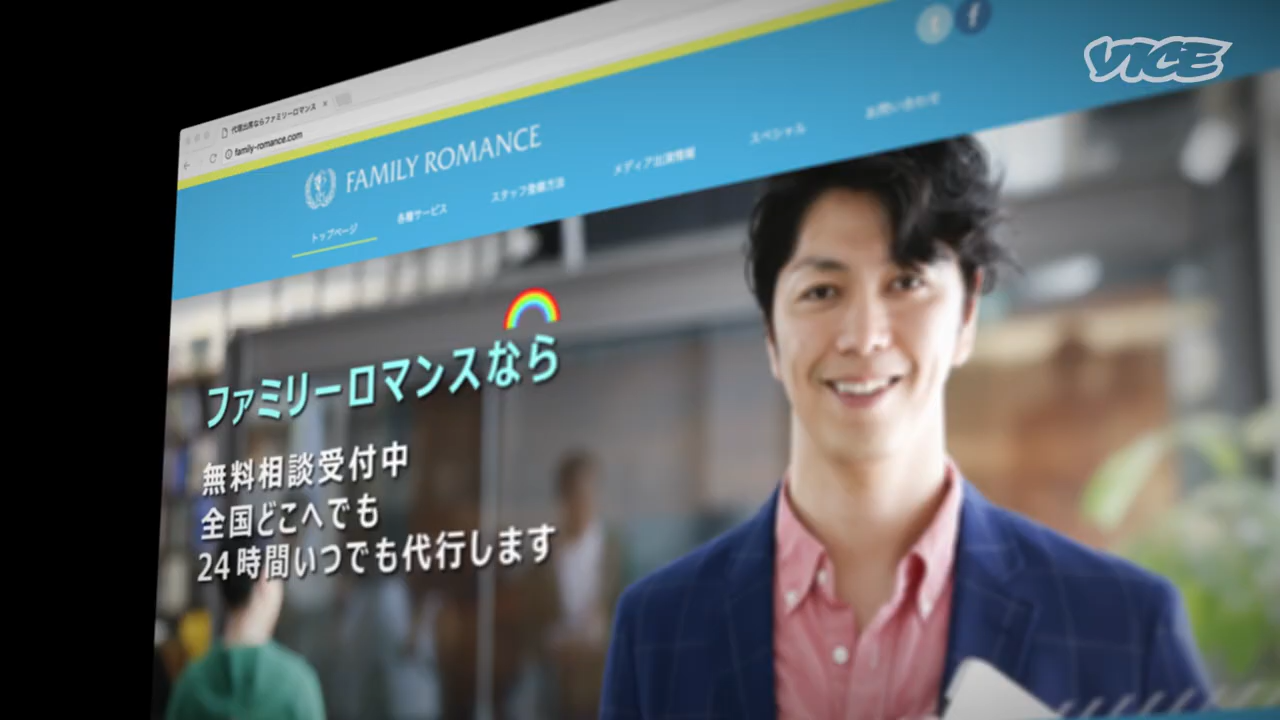 VICE
代理出席ならファミリーロマンス
family-romance.com
FAMILY ROMANCE
トップページ
各種サービス
スタッフ登録方法
メディア出演情報
スペシャル
お問い合わせ
ファミリーロマンスなら
無料相談受付中
全国どこへでも
24時間いつでも代行します